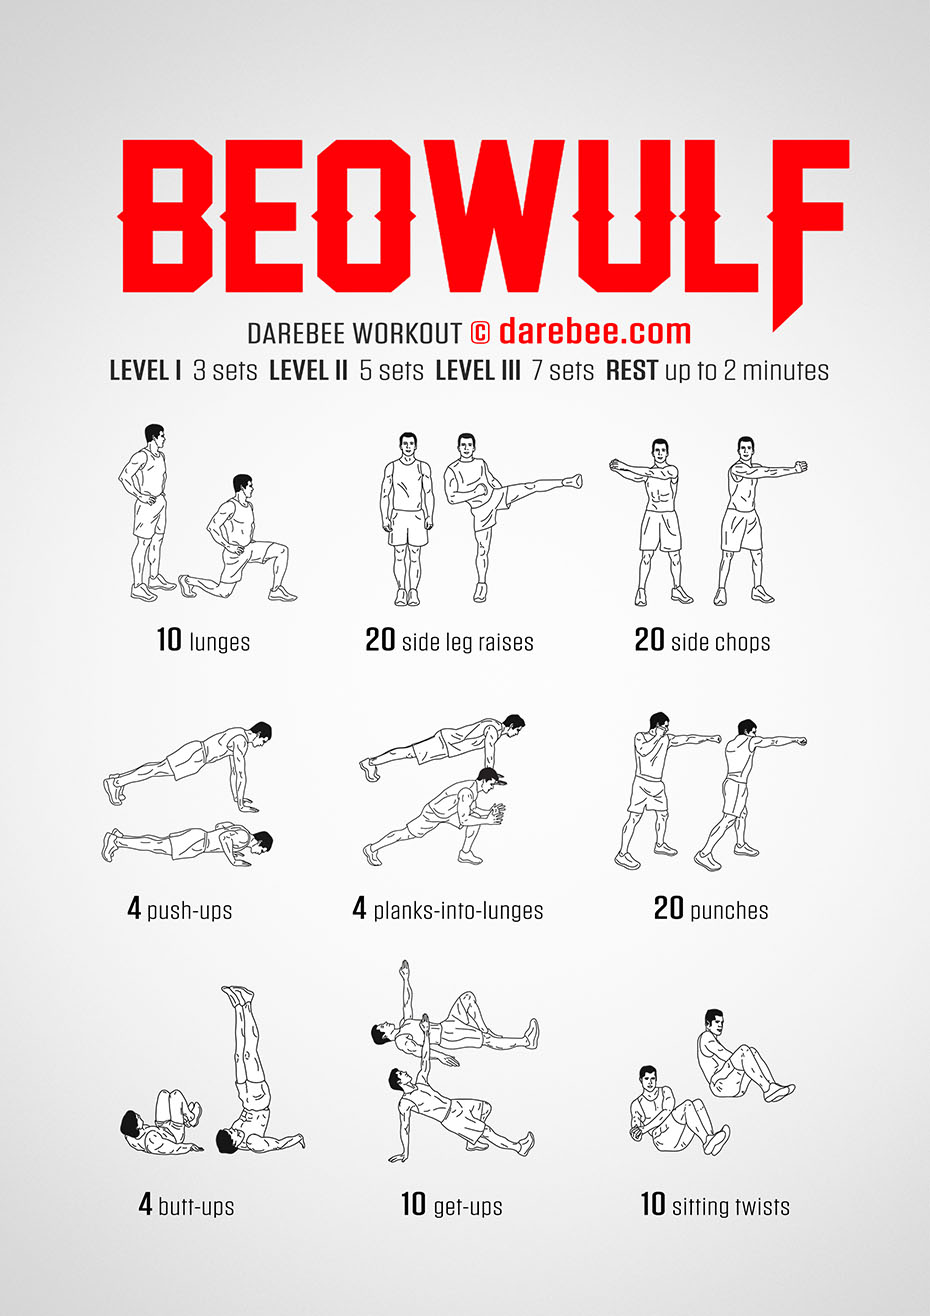 BEOWULF
DAREBEE WORKOUT © darebee.com
LEVEL I 3 sets LEVEL II 5 sets LEVEL III 7 sets REST up to 2 minutes
10 lunges
20 side leg raises
20 side chops
4 push-ups
4 planks-into-lunges
20 punches
4 butt-ups
10 get-ups
10 sitting twists